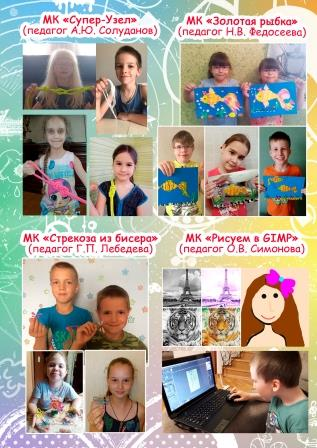 МК «Супер-Узел»
(педагог А.Ю. Солуданов)
МК «Золотая рыбка»
(педагог Н.В. Федосеева)
МК «Стрекоза из бисера»
(педагог Г.П. Лебедева)
МК «Рисуем в GIMP»
(педагог О.В. Симонова)